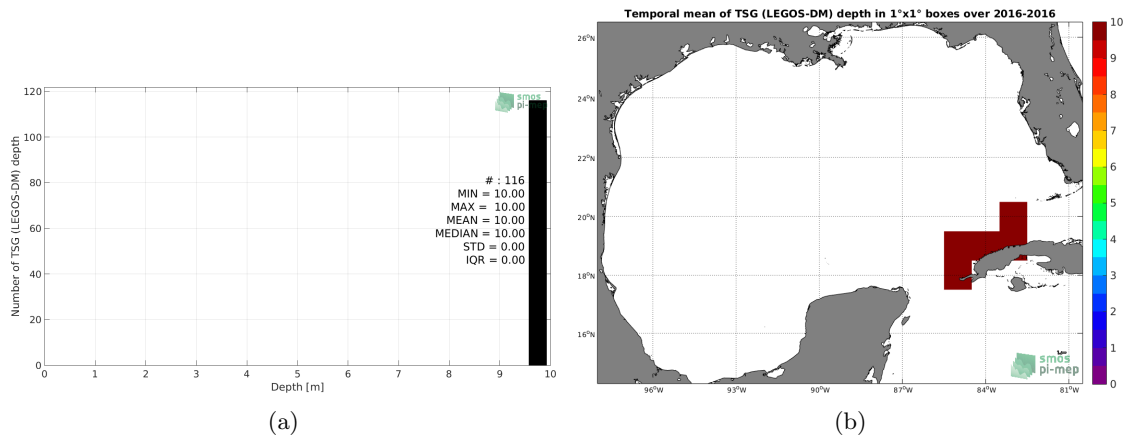 120
100
80
60
40
20
0
Number of TSG (LEGOS-DM) depth
smos
pi-mep
# : 116
MIN = 10.00
MAX = 10.00
MEAN = 10.00
MEDIAN = 10.00
STD = 0.00
IQR = 0.00
0 1 2 3 4 5 6 7 8 9 10
Depth [m]
(a)
Temporal mean of TSG (LEGOS-DM) depth in 1°x1° boxes over 2016-2016
26°N
24°N
22°N
20°N
18°N
16°N
96°W 93°W 90°W 87°W 84°W 81°W
smos
pi-mep
10
9
8
7
6
5
4
3
2
1
0
(b)